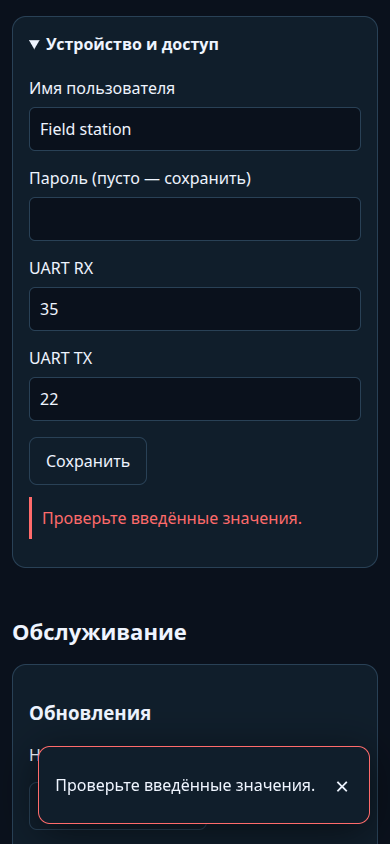 Устройство и доступ
Имя пользователя
Field station
Пароль (пусто — сохранить)
UART RX
35
UART TX
22
Сохранить
Проверьте введённые значения.
Обслуживание
Обновления
Проверьте введённые значения.